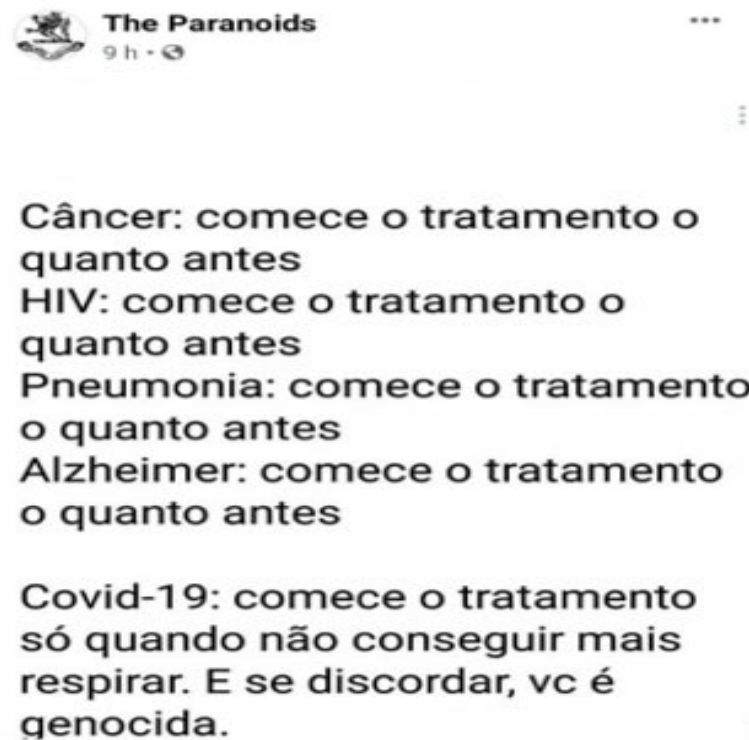 The Paranoids
9 h
Câncer: comece o tratamento o
quanto antes
HIV: comece o tratamento o
quanto antes
Pneumonia: comece o tratamento
o quanto antes
Alzheimer: comece o tratamento
o quanto antes
Covid-19: comece o tratamento
só quando não conseguir mais
respirar. E se discordar, vc é
genocida.